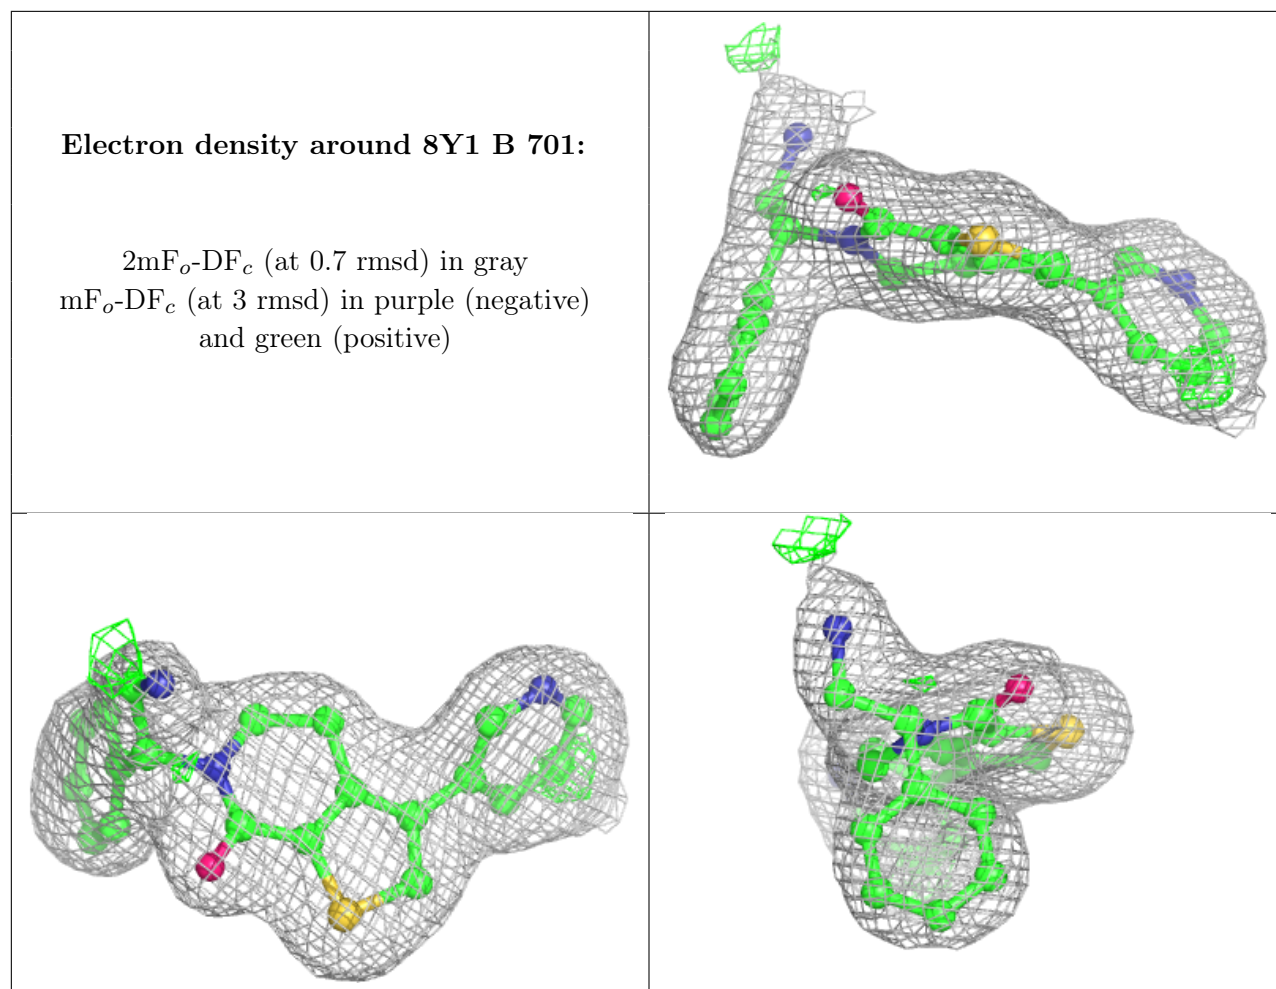 Electron density around 8Y1 B 701:
2mFo-DFc (at 0.7 rmsd) in gray
mFo-DFc (at 3 rmsd) in purple (negative)
and green (positive)